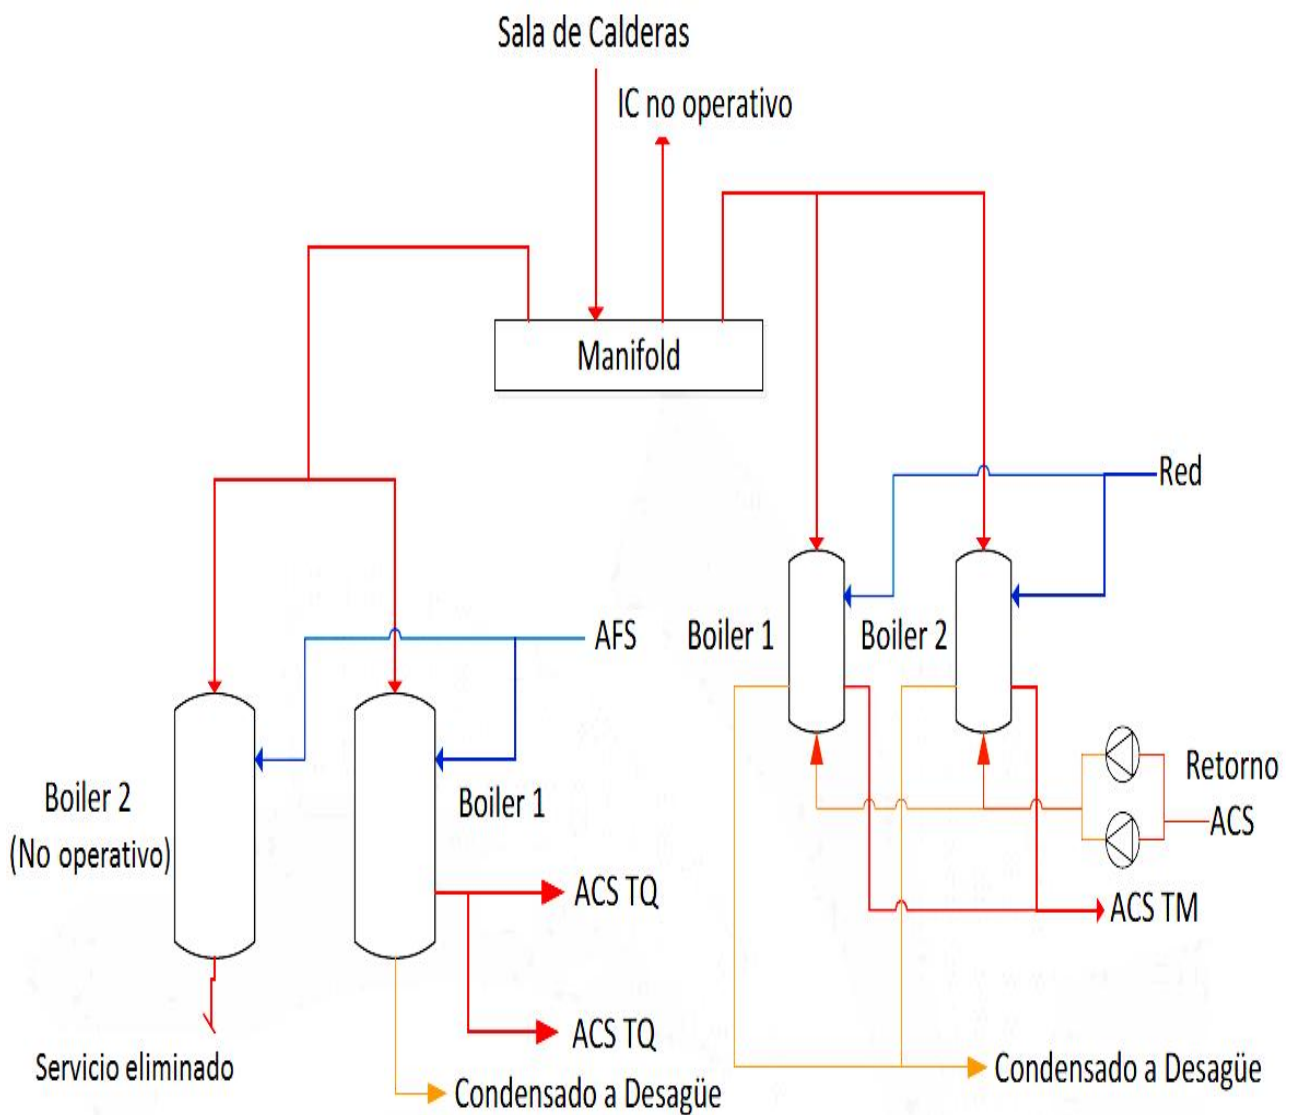 Sala de Calderas
IC no operativo
Manifold
Red
AFS
Boiler 1
Boiler 2
Boiler 2
(No operativo)
Boiler 1
Retorno
ACS
ACS TQ
ACS TM
ACS TQ
Servicio eliminado
Condensado a Desagüe
Condensado a Desagüe